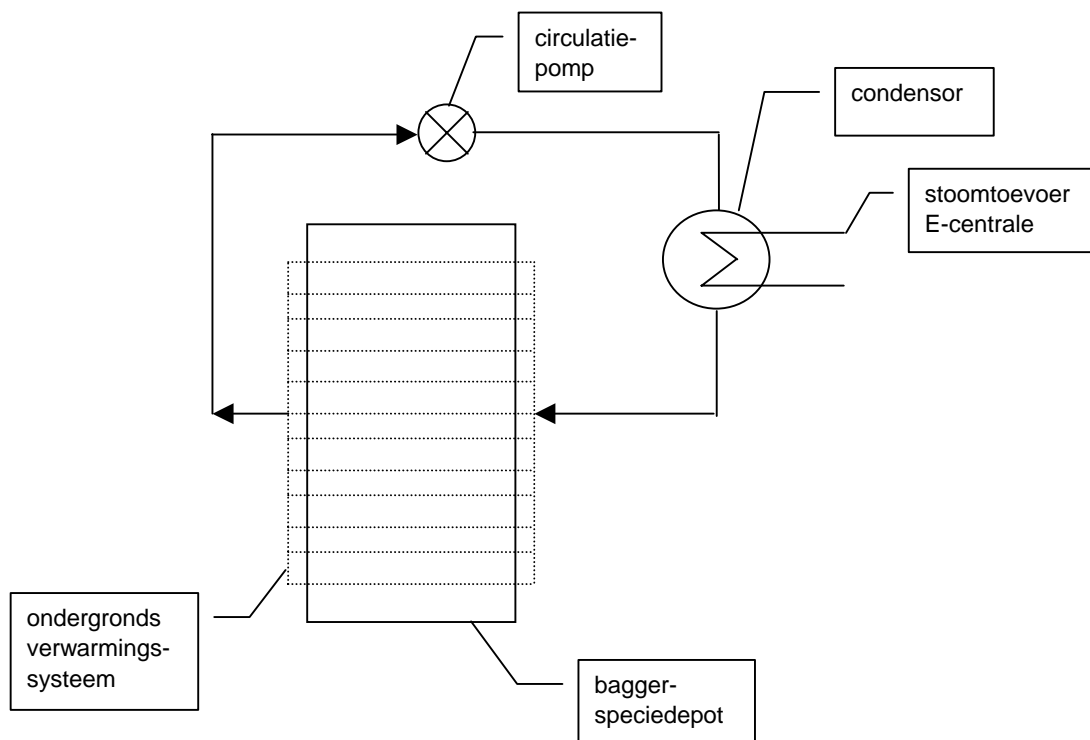 circulatie-
pomp
condensor
stoomtoevoer
E-centrale
ondergronds
verwarmings-
systeem
bagger-
speciedepot